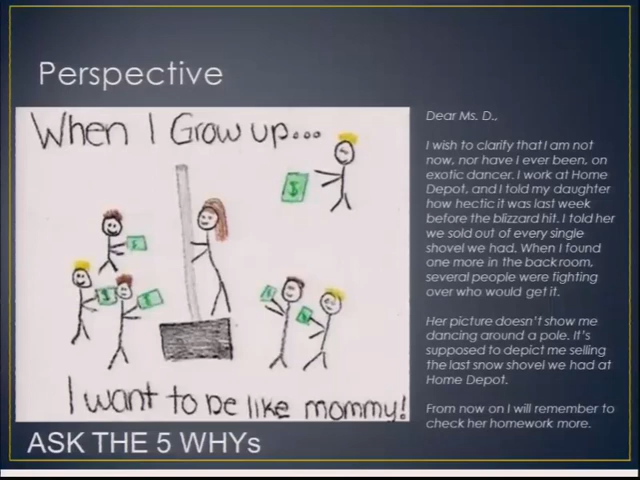 Perspective
When I Grow up...
$
I want to be like mommy!
Dear Ms. D.,
I wish to clarify that I am not
now, nor have I ever been, on
exotic dancer. I work at Home
Depot, and I told my daughter
how hectic it was last week
before the blizzard hit. I told her
we sold out of every single
shovel we had. When I found
one more in the backroom,
several people were fighting
over who would get it.
Her picture doesn't show me
dancing around a pole. It's
supposed to depict me selling
the last snow shovel we had at
Home Depot.
From now on I will remember to
check her homework more.
ASK THE 5 WHYs